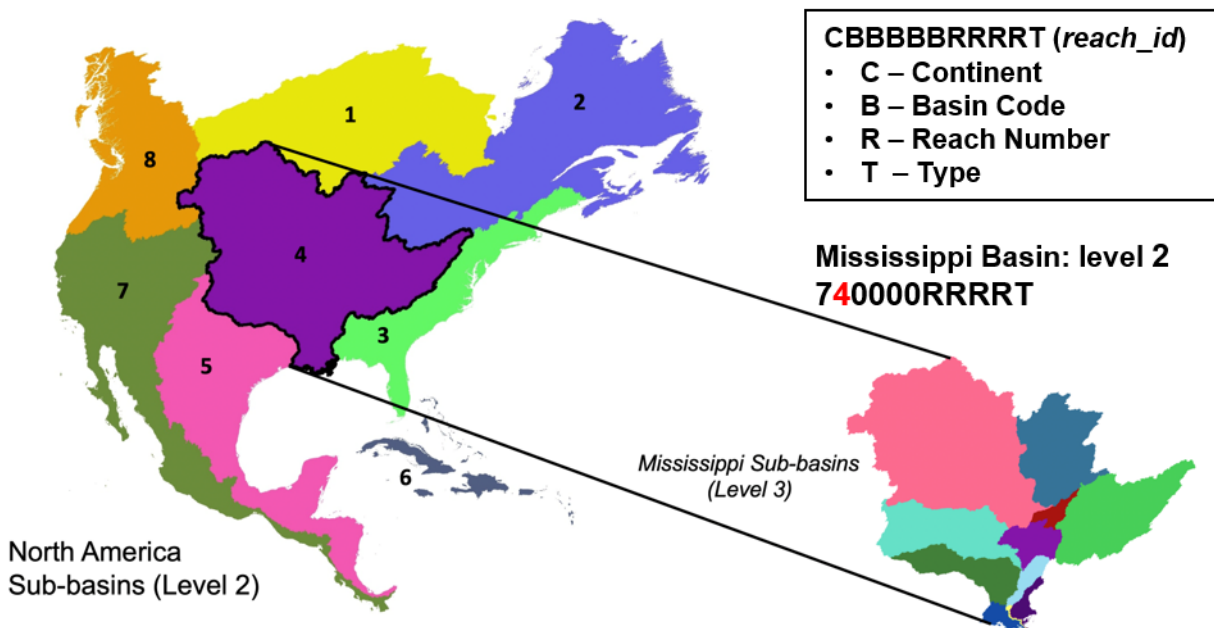 CBBBBBRRRRT (reach_id)
• C – Continent
• B – Basin Code
• R – Reach Number
• T – Type
1
2
8
4
7
3
5
6
Mississippi Basin: level 2
740000RRRRT
Mississippi Sub-basins
(Level 3)
North America
Sub-basins (Level 2)